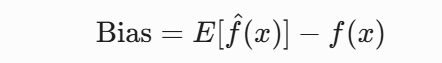 Bias = E[f̂(x)] − f(x)